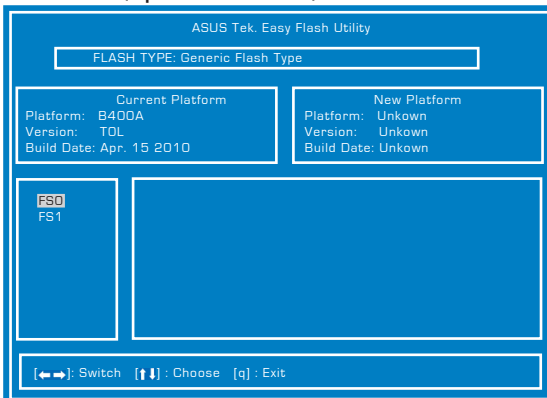 ASUS Tek. Easy Flash Utility
FLASH TYPE: Generic Flash Type
Current Platform
Platform: B400A
Version: TOL
Build Date: Apr. 15 2010
New Platform
Platform: Unkown
Version: Unkown
Build Date: Unkown
FS0
FS1
[←→]: Switch [↑↓] : Choose [q] : Exit